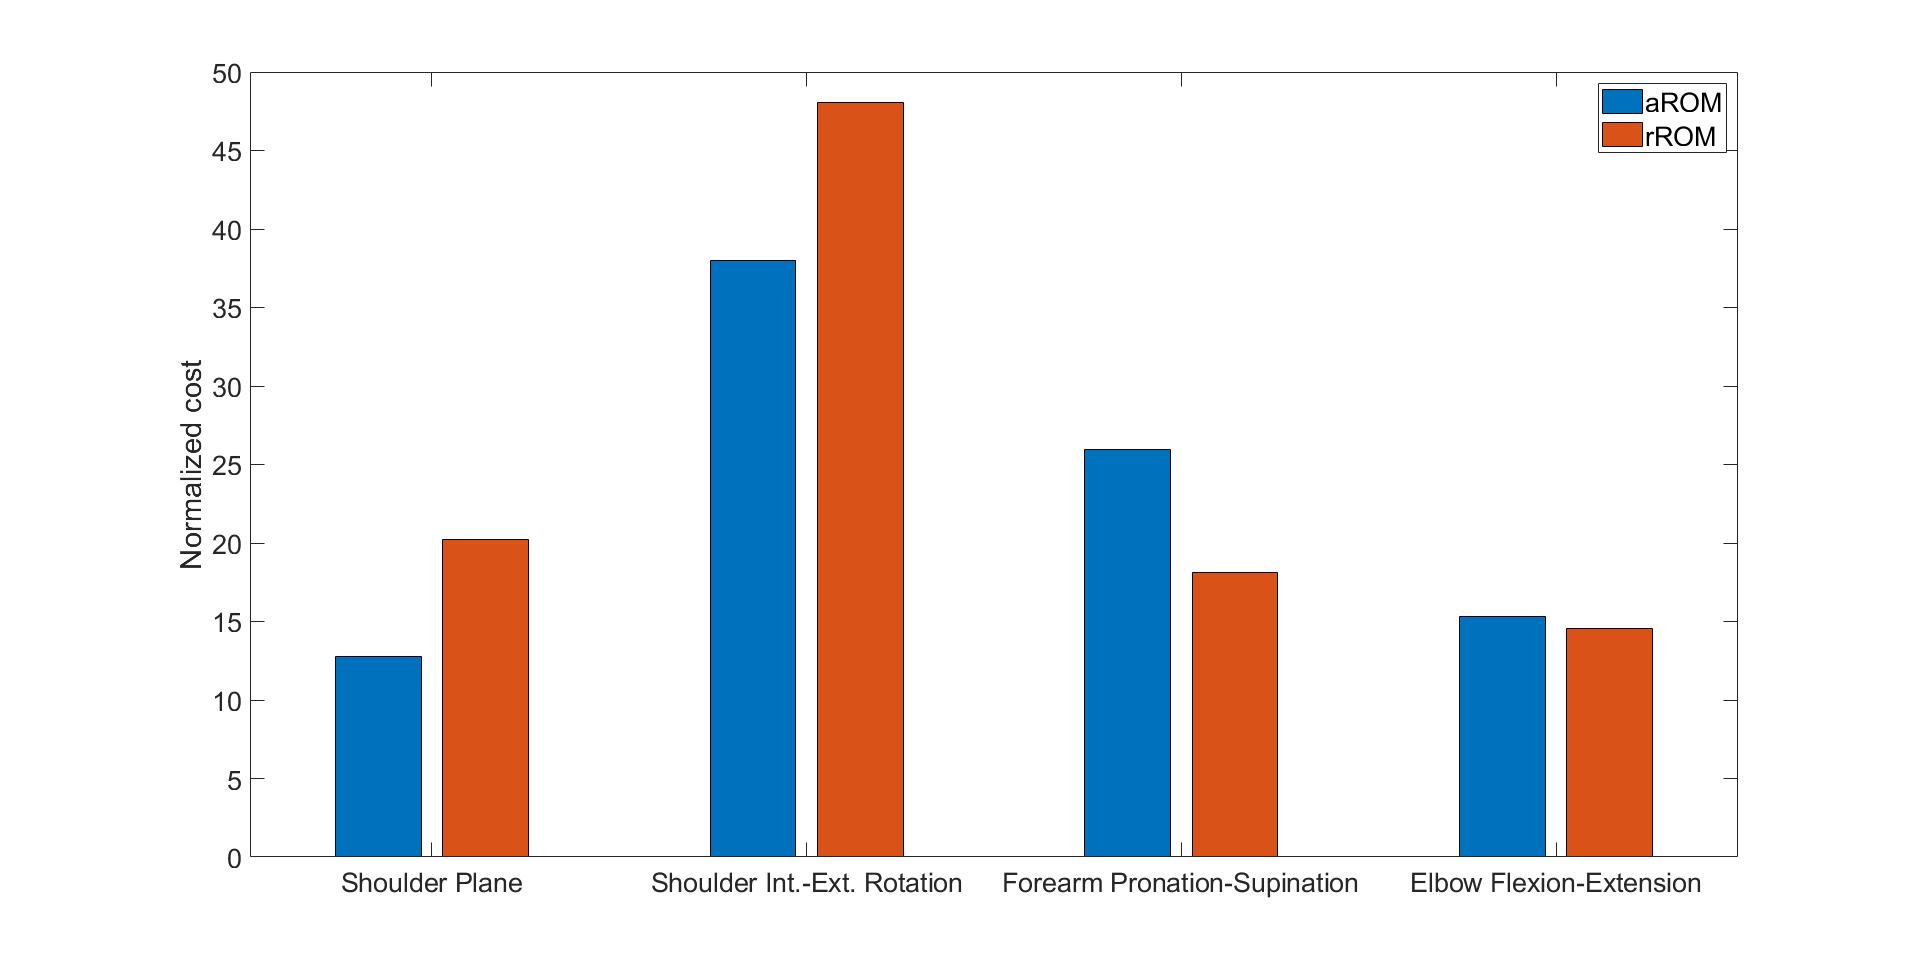 50
45
40
35
30
25
20
15
10
5
0
Normalized cost
aROM
rROM
Shoulder Plane
Shoulder Int.-Ext. Rotation
Forearm Pronation-Supination
Elbow Flexion-Extension